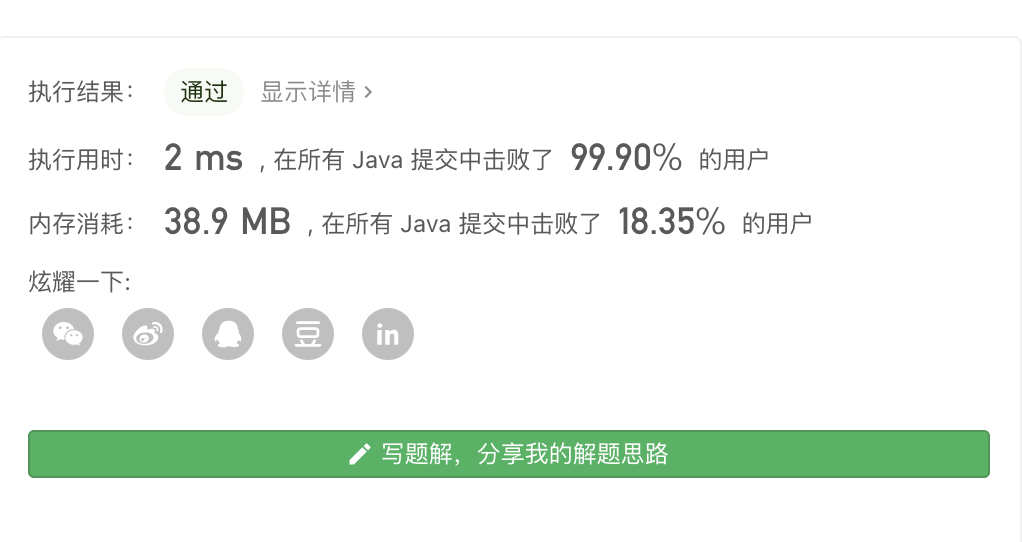 执行结果： 通过 显示详情 >
执行用时： 2 ms , 在所有 Java 提交中击败了 99.90% 的用户
内存消耗： 38.9 MB , 在所有 Java 提交中击败了 18.35% 的用户
炫耀一下:
豆 in
写题解，分享我的解题思路